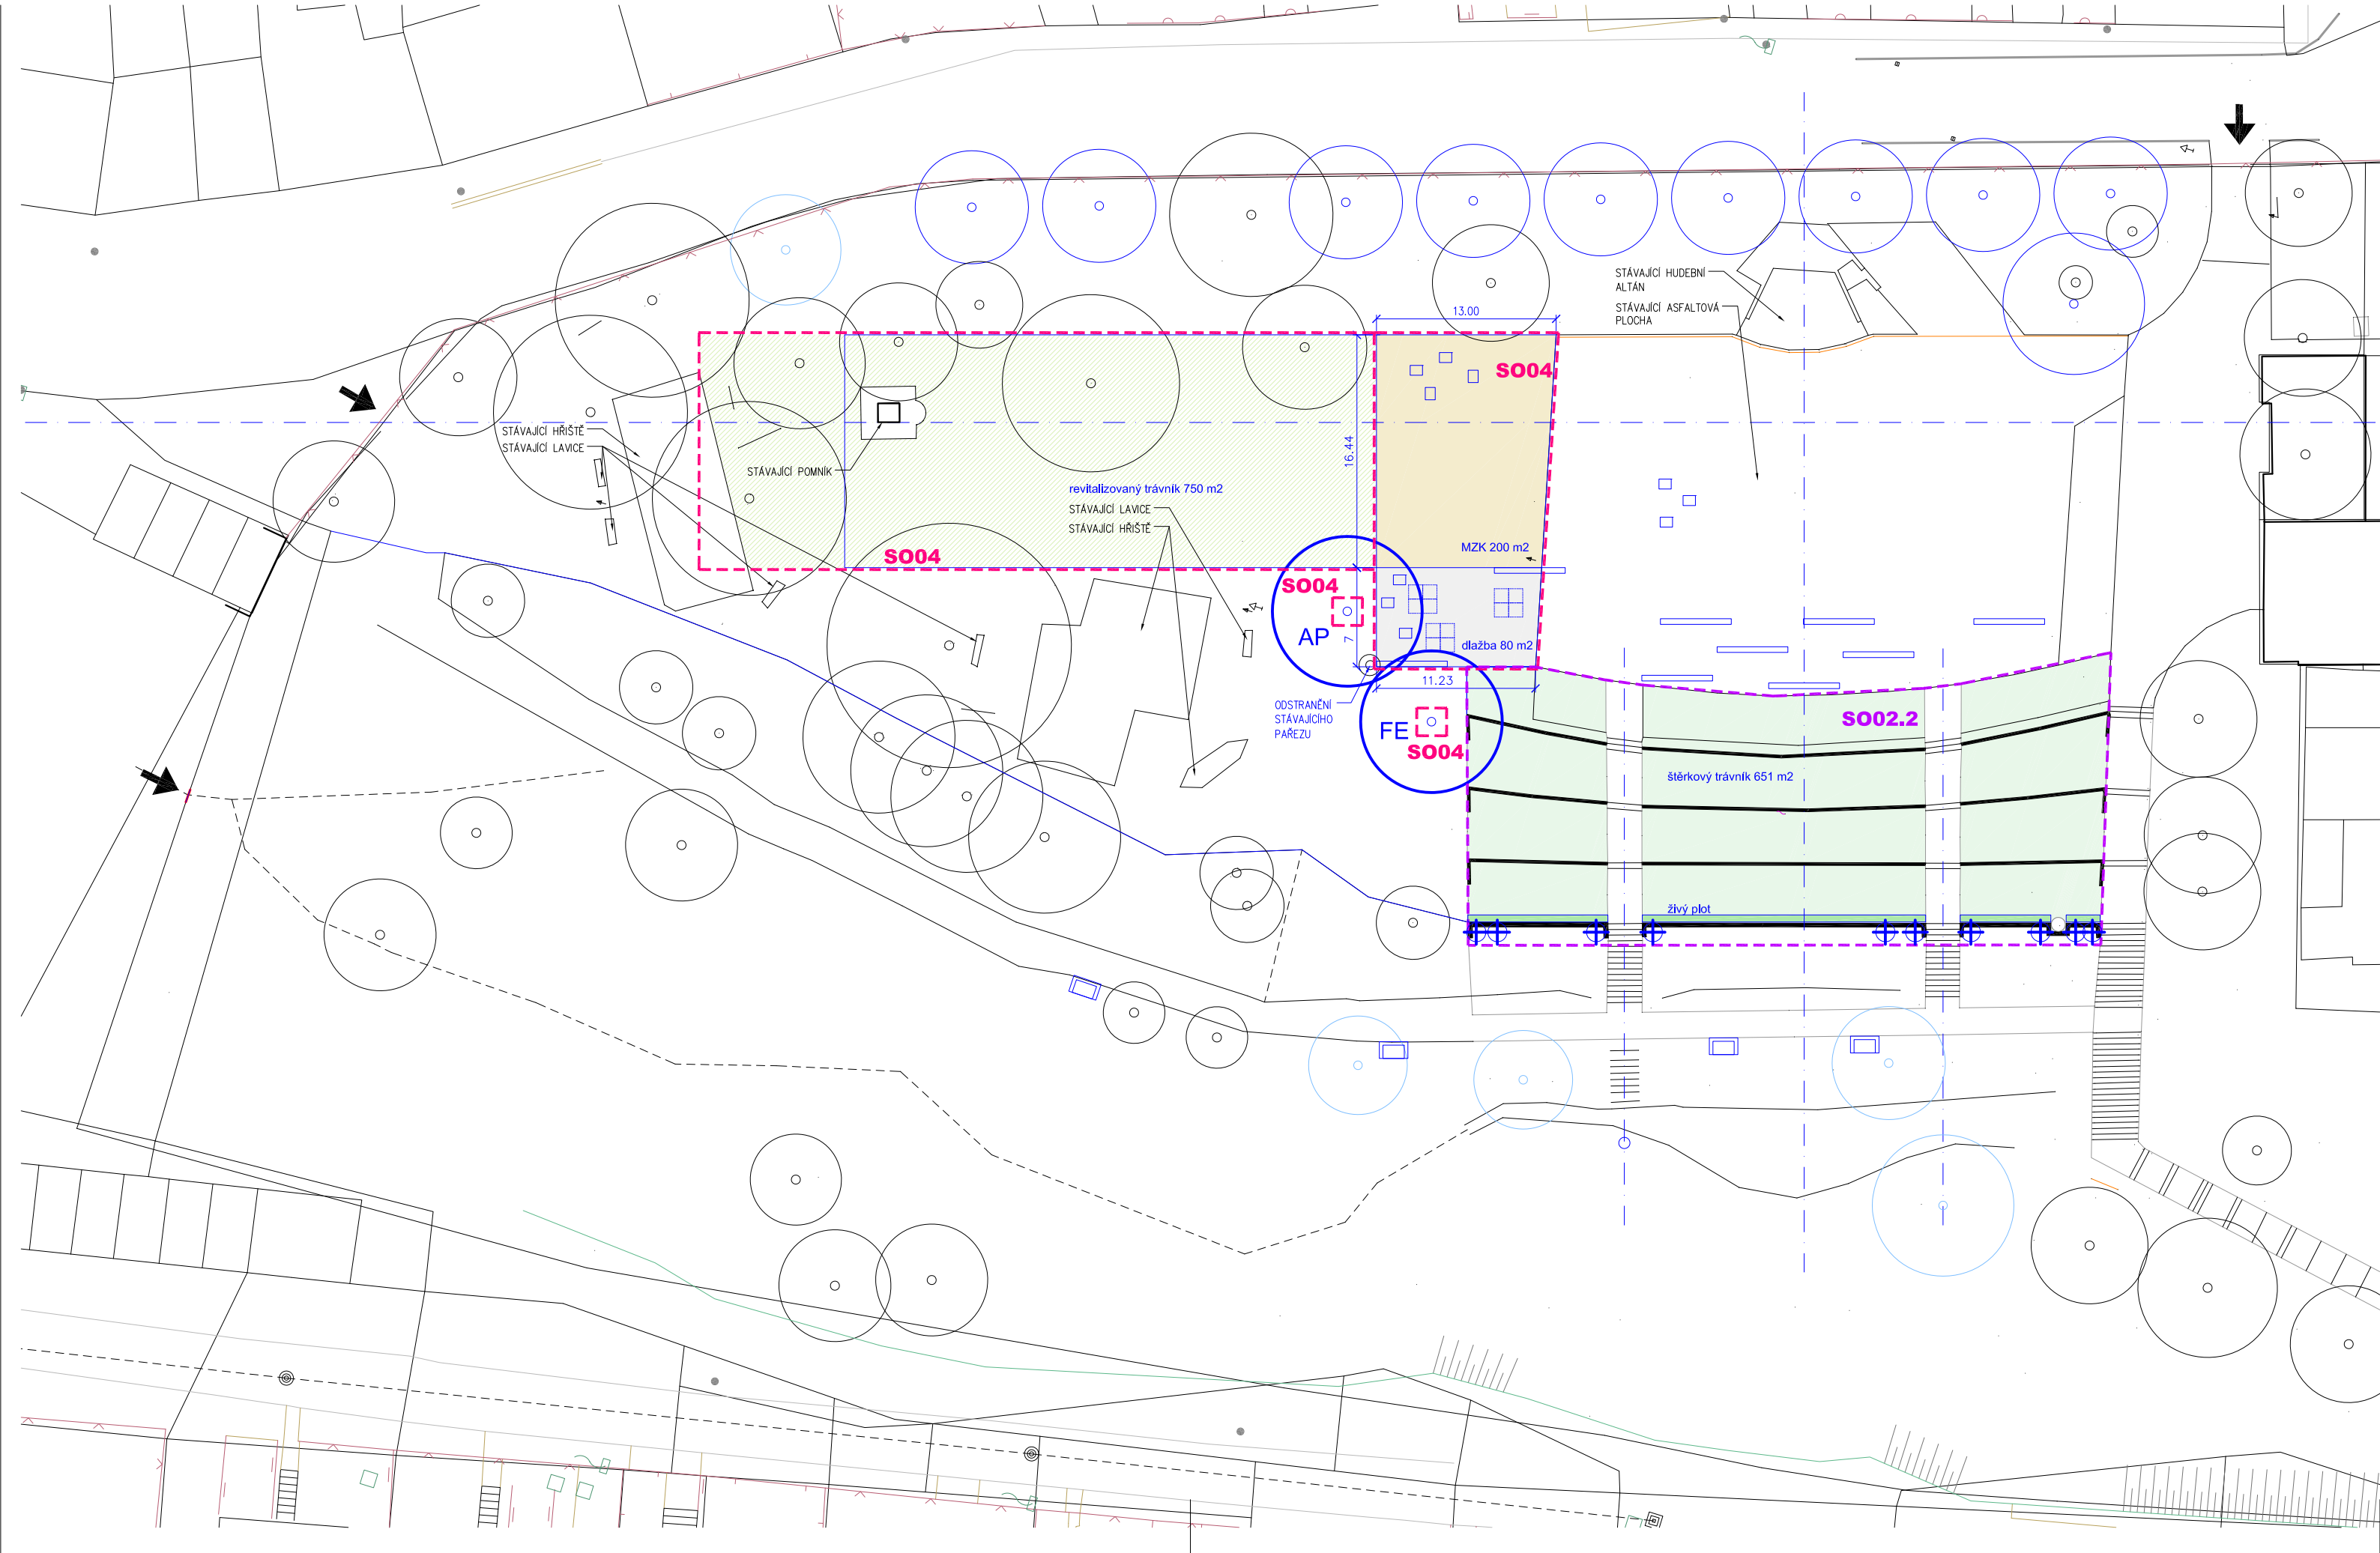 STÁVAJÍCÍ HUDEBNÍ
ALTÁN
STÁVAJÍCÍ ASFALTOVÁ
PLOCHA
13.00
SO04
STÁVAJÍCÍ HŘIŠTĚ
STÁVAJÍCÍ LAVICE
STÁVAJÍCÍ POMNÍK
16.44
revitalizovaný trávník 750 m2
STÁVAJÍCÍ LAVICE
STÁVAJÍCÍ HŘIŠTĚ
SO04
MZK 200 m2
SO04
AP
7
dlažba 80 m2
11.23
ODSTRANĚNÍ
STÁVAJÍCÍHO
PAŘEZU
FE
SO04
SO02.2
štěrkový trávník 651 m2
živý plot